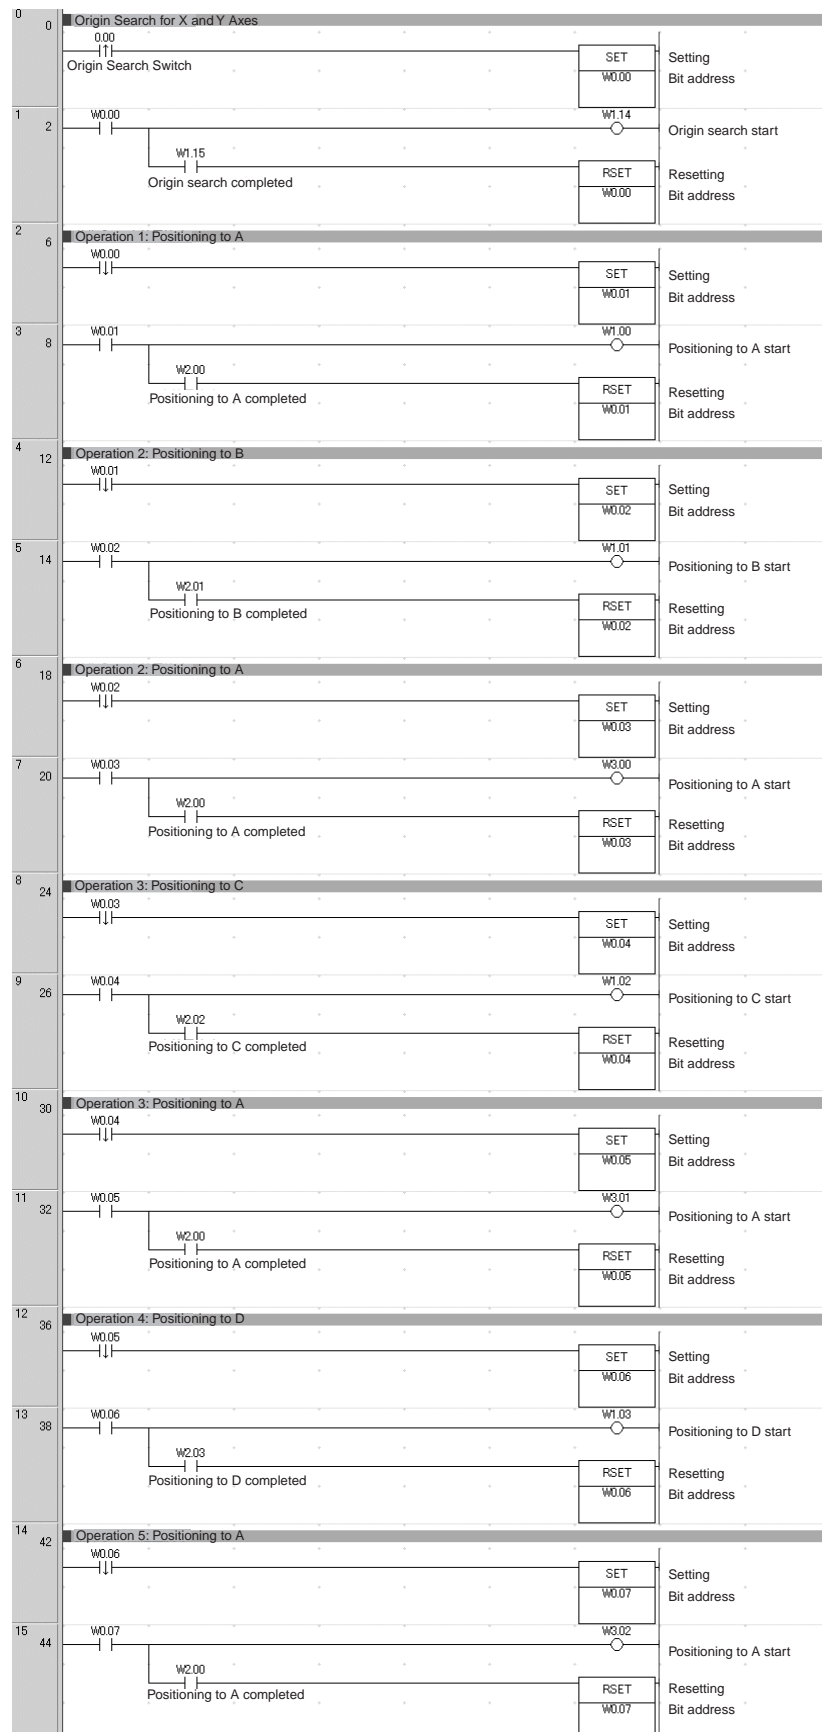 0
0
Origin Search for X and Y Axes
0.00
Origin Search Switch
SET
Setting
W0.00
Bit address
1
2
W0.00
W1.14
Origin search start
W1.15
Origin search completed
RSET
Resetting
W0.00
Bit address
2
6
Operation 1: Positioning to A
W0.00
SET
Setting
W0.01
Bit address
3
8
W0.01
W1.00
Positioning to A start
W2.00
Positioning to A completed
RSET
Resetting
W0.01
Bit address
4
12
Operation 2: Positioning to B
W0.01
SET
Setting
W0.02
Bit address
5
14
W0.02
W1.01
Positioning to B start
W2.01
Positioning to B completed
RSET
Resetting
W0.02
Bit address
6
18
Operation 2: Positioning to A
W0.02
SET
Setting
W0.03
Bit address
7
20
W0.03
W3.00
Positioning to A start
W2.00
Positioning to A completed
RSET
Resetting
W0.03
Bit address
8
24
Operation 3: Positioning to C
W0.03
SET
Setting
W0.04
Bit address
9
26
W0.04
W1.02
Positioning to C start
W2.02
Positioning to C completed
RSET
Resetting
W0.04
Bit address
10
30
Operation 3: Positioning to A
W0.04
SET
Setting
W0.05
Bit address
11
32
W0.05
W3.01
Positioning to A start
W2.00
Positioning to A completed
RSET
Resetting
W0.05
Bit address
12
36
Operation 4: Positioning to D
W0.05
SET
Setting
W0.06
Bit address
13
38
W0.06
W1.03
Positioning to D start
W2.03
Positioning to D completed
RSET
Resetting
W0.06
Bit address
14
42
Operation 5: Positioning to A
W0.06
SET
Setting
W0.07
Bit address
15
44
W0.07
W3.02
Positioning to A start
W2.00
Positioning to A completed
RSET
Resetting
W0.07
Bit address